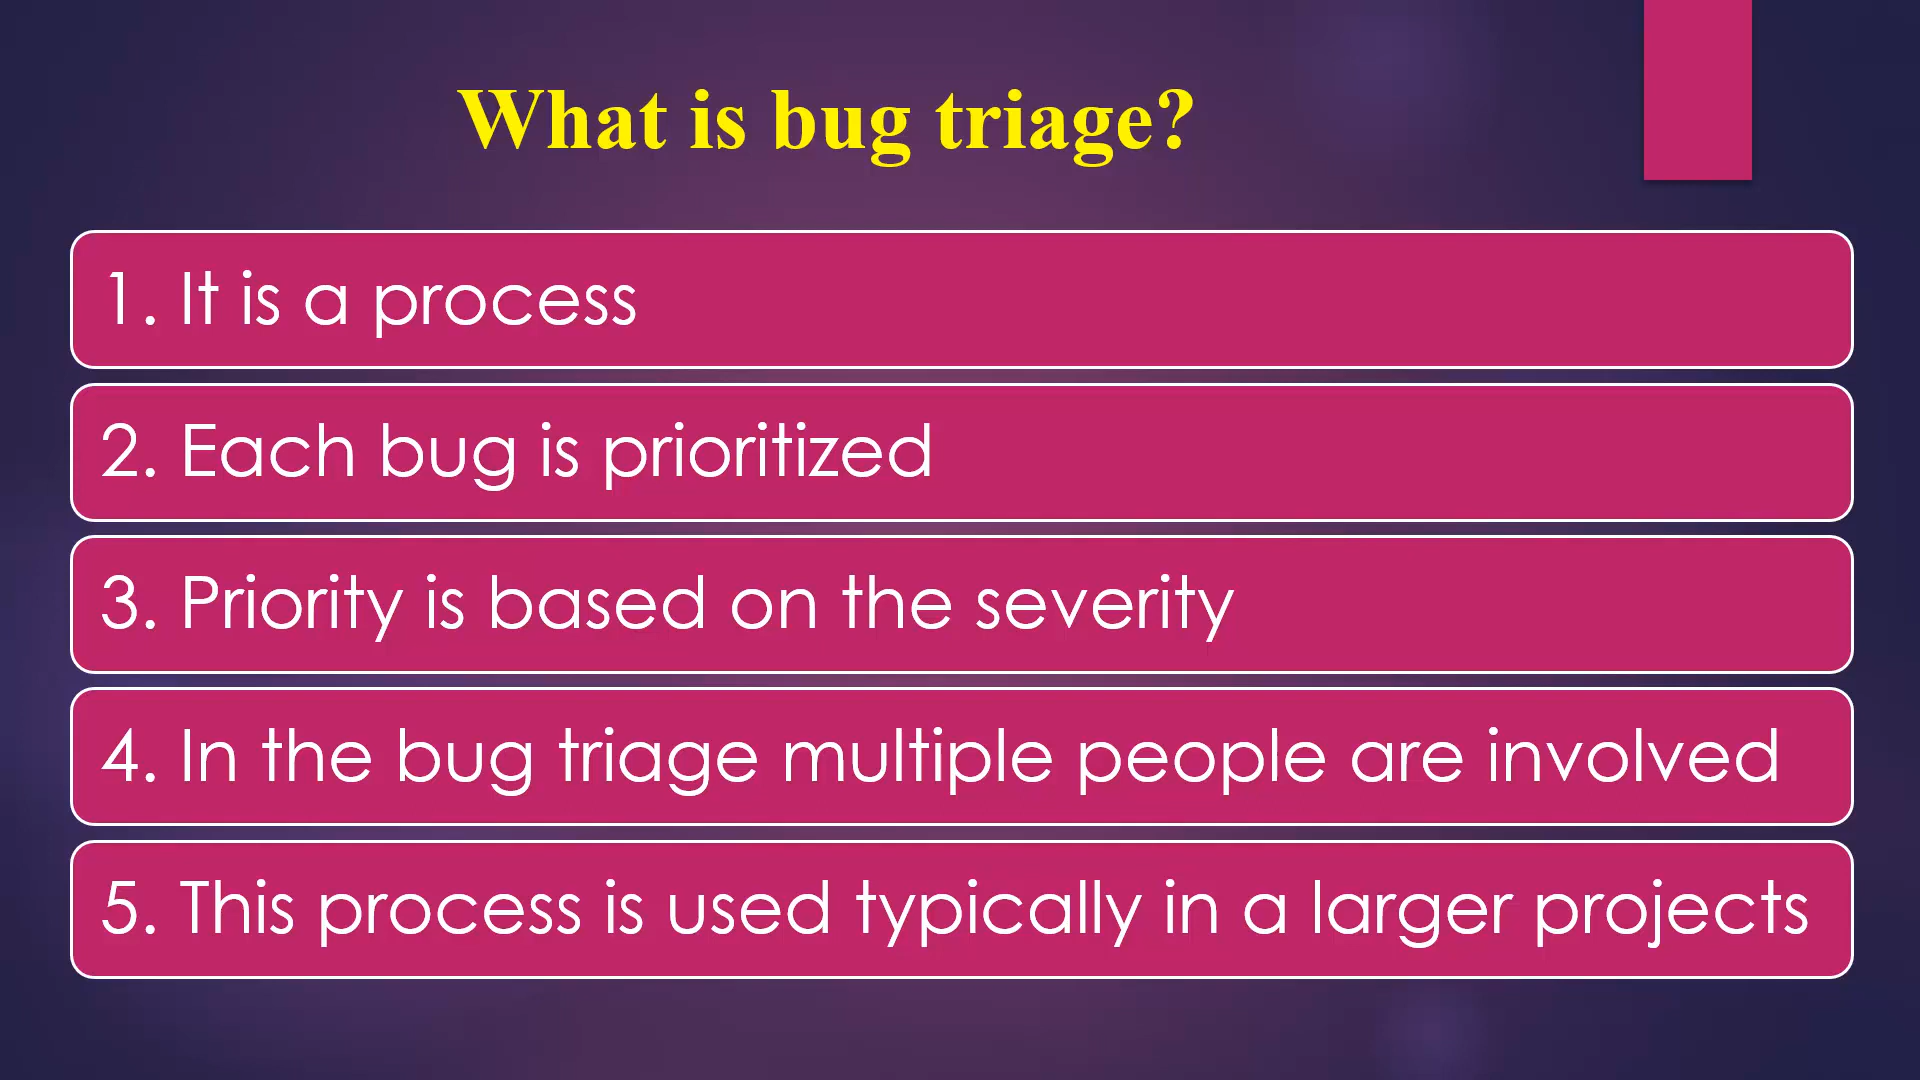 What is bug triage?
1. It is a process
2. Each bug is prioritized
3. Priority is based on the severity
4. In the bug triage multiple people are involved
5. This process is used typically in a larger projects